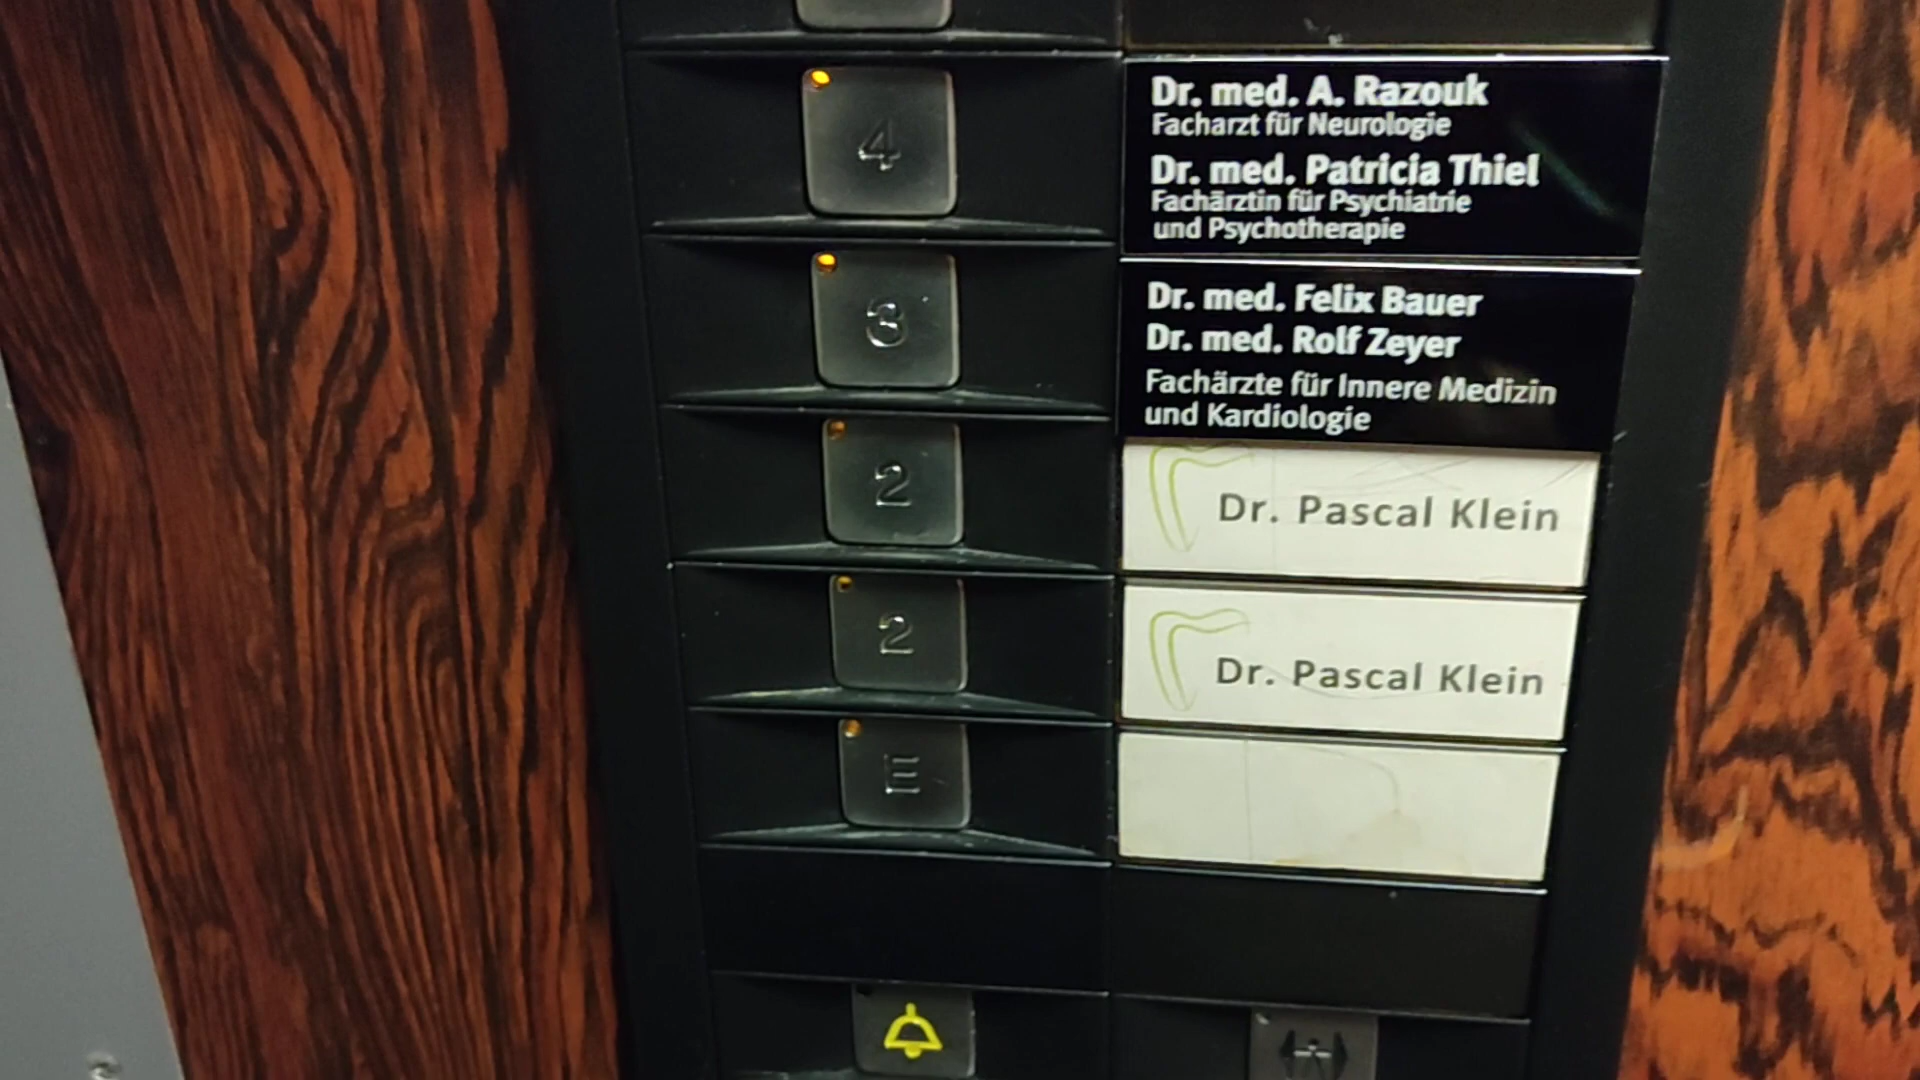 4
Dr. med. A. Razouk
Facharzt für Neurologie
Dr. med. Patricia Thiel
Fachärztin für Psychiatrie
und Psychotherapie
3
Dr. med. Felix Bauer
Dr. med. Rolf Zeyer
Fachärzte für Innere Medizin
und Kardiologie
2
Dr. Pascal Klein
2
Dr. Pascal Klein
E